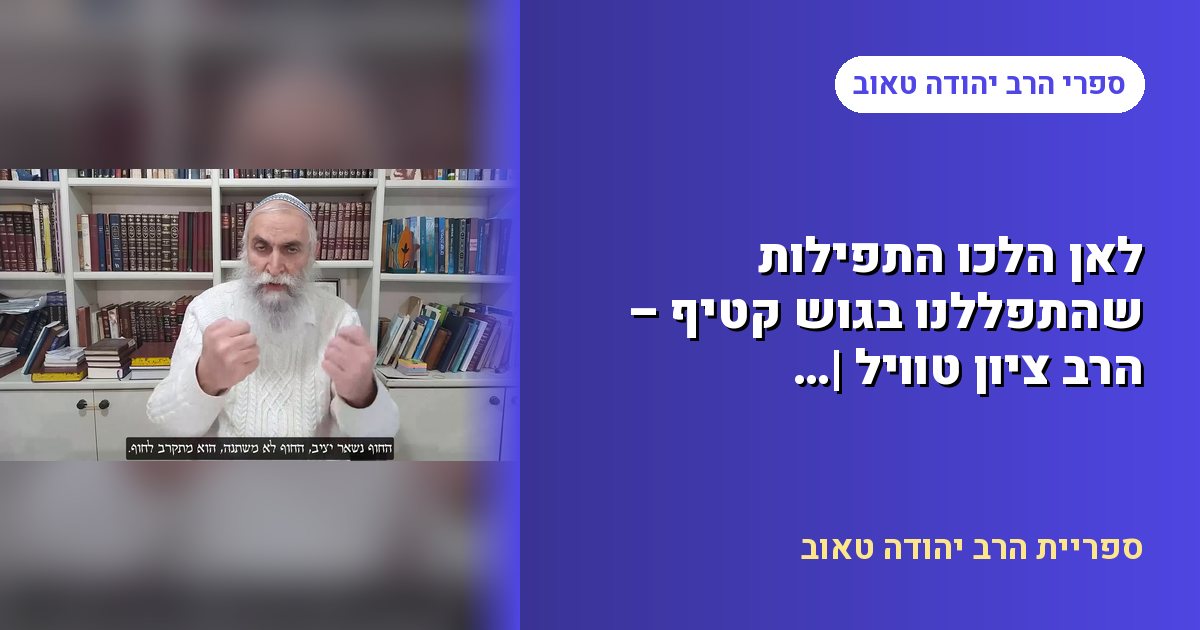 ספרי הרב יהודה טאוב
לאן הלכו התפילות
שהתפללנו בגוש קטיף –
הרב ציון טוויל |...
החוף נשאר יציב, החוף לא משתנה, הוא מתקרב לחוף.
ספריית הרב יהודה טאוב